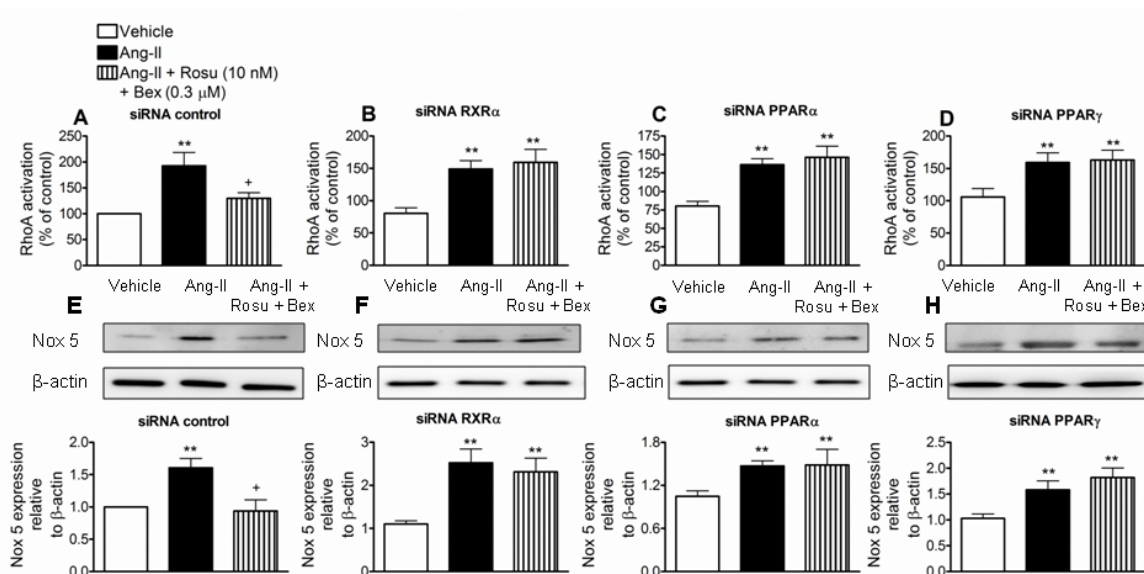 Vehicle
Ang-II
Ang-II + Rosu (10 nM)
+ Bex (0.3 μM)
A
siRNA control
RhoA activation
(% of control)
250
200
150
100
50
0
Vehicle Ang-II Ang-II +
Rosu + Bex
**
+
B
siRNA RXRα
RhoA activation
(% of control)
200
150
100
50
0
Vehicle Ang-II Ang-II +
Rosu + Bex
**
**
C
siRNA PPARα
RhoA activation
(% of control)
175
150
125
100
75
50
25
0
Vehicle Ang-II Ang-II +
Rosu + Bex
**
**
D
siRNA PPARγ
RhoA activation
(% of control)
200
150
100
50
0
Vehicle Ang-II Ang-II +
Rosu + Bex
**
**
E
Nox 5
β-actin
siRNA control
Nox 5 expression
relative
to β-actin
2.0
1.5
1.0
0.5
0.0
**
+
F
Nox 5
β-actin
siRNA RXRα
Nox 5 expression
relative
to β-actin
3
2
1
0
**
**
G
Nox 5
β-actin
siRNA PPARα
Nox 5 expression
relative
to β-actin
1.8
1.2
0.6
0.0
**
**
H
Nox 5
β-actin
siRNA PPARγ
Nox 5 expression
relative
to β-actin
2.5
2.0
1.5
1.0
0.5
0.0
**
**